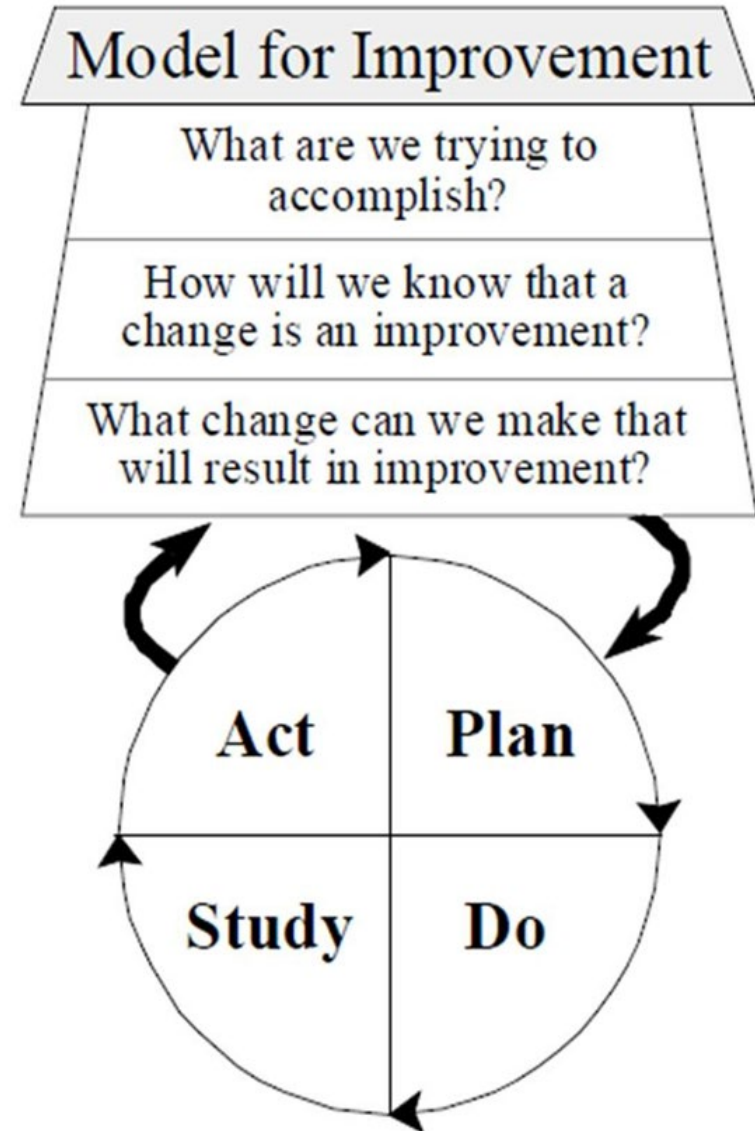 Model for Improvement
What are we trying to
accomplish?
How will we know that a
change is an improvement?
What change can we make that
will result in improvement?
Act
Plan
Study
Do